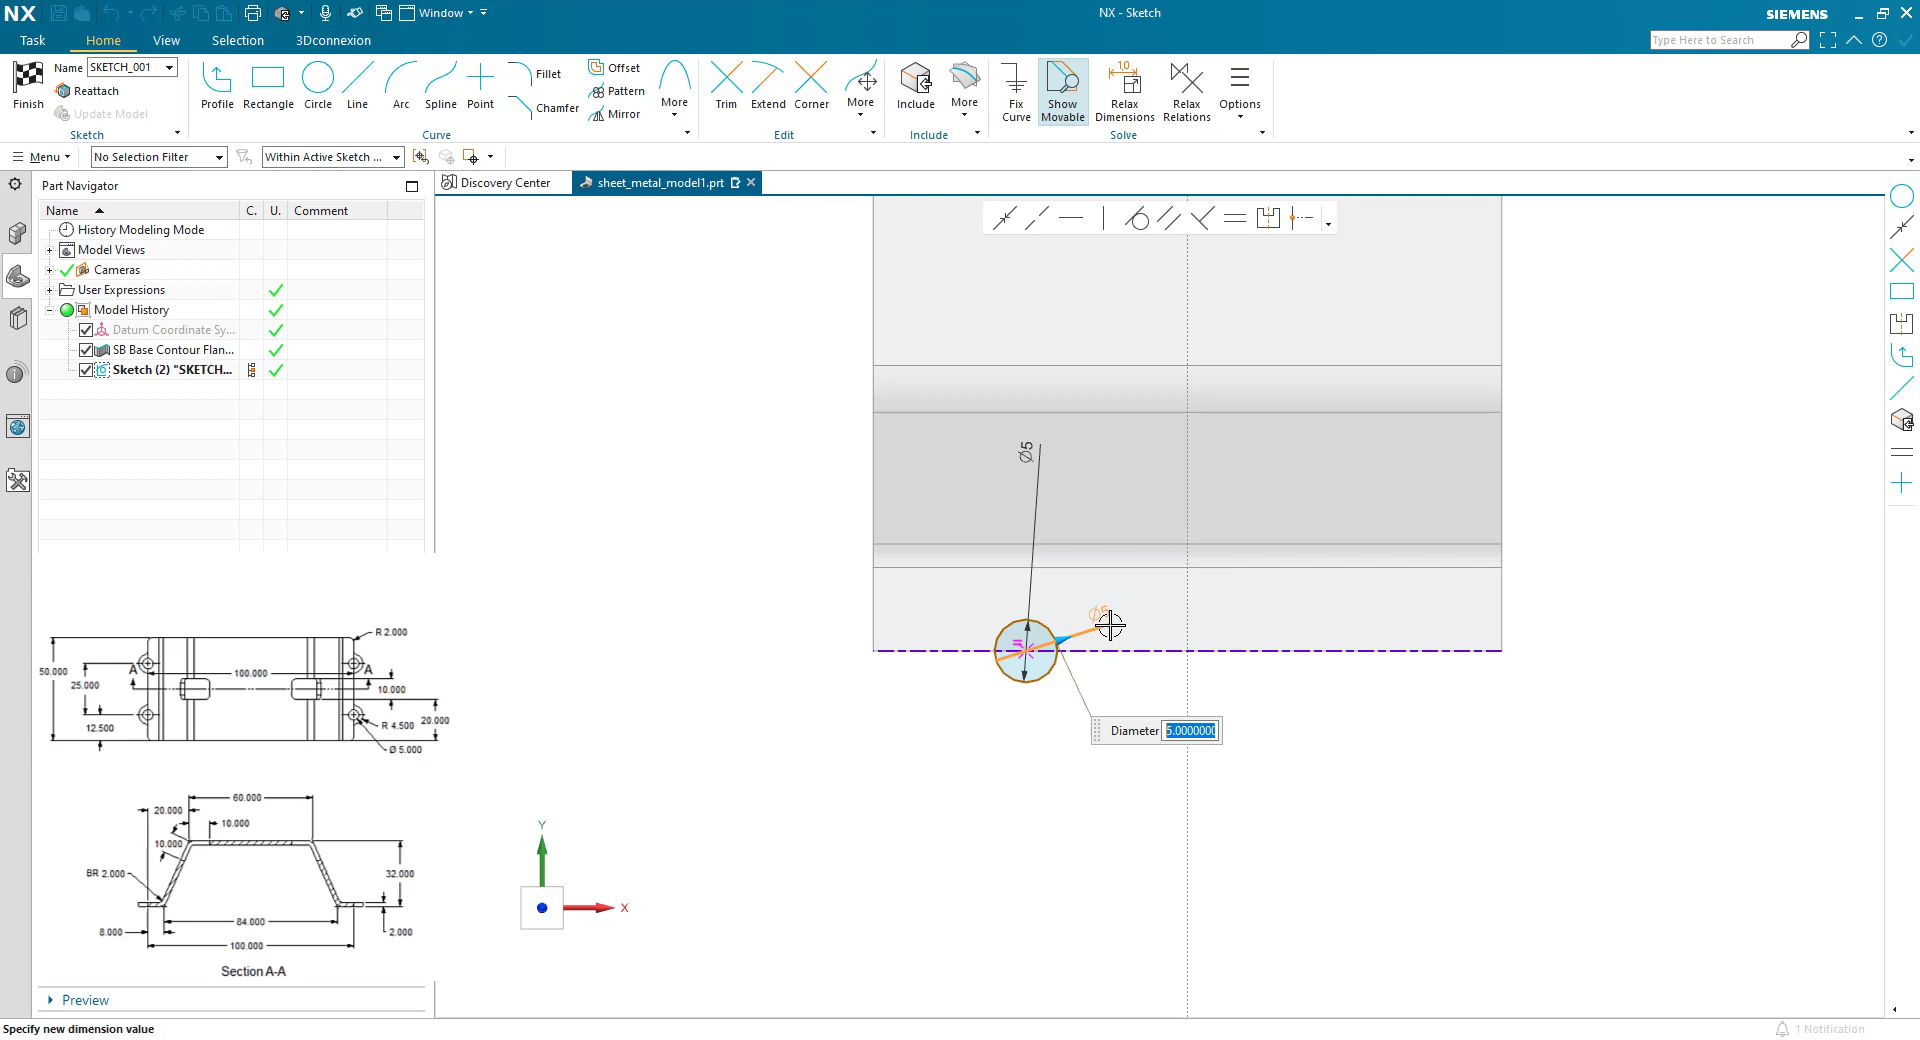 NX
Window
NX - Sketch
SIEMENS
Task
Home
View
Selection
3Dconnexion
Type Here to Search
Finish
Name
SKETCH_001
Reattach
Update Model
Sketch
Profile
Rectangle
Circle
Line
Arc
Spline
Point
Fillet
Chamfer
Offset
Pattern
Mirror
More
Curve
Trim
Extend
Corner
More
Edit
Include
More
Include
Fix
Curve
Show
Movable
Relax
Dimensions
Relax
Relations
Options
Solve
Menu
No Selection Filter
Within Active Sketch ...
Part Navigator
Discovery Center
sheet_metal_model1.prt
Name
C.
U.
Comment
History Modeling Mode
Model Views
Cameras
User Expressions
Model History
Datum Coordinate Sy...
SB Base Contour Flan...
Sketch (2) "SKETCH...
Ø5
Diameter
5.0000000
R 2.000
50.000
A
A
100.000
25.000
10.000
12.500
R 4.500
20.000
Ø 5.000
60.000
20.000
10.000
10.000
BR 2.000
32.000
84.000
8.000
2.000
100.000
Section A-A
Y
X
Preview
Specify new dimension value
1 Notification